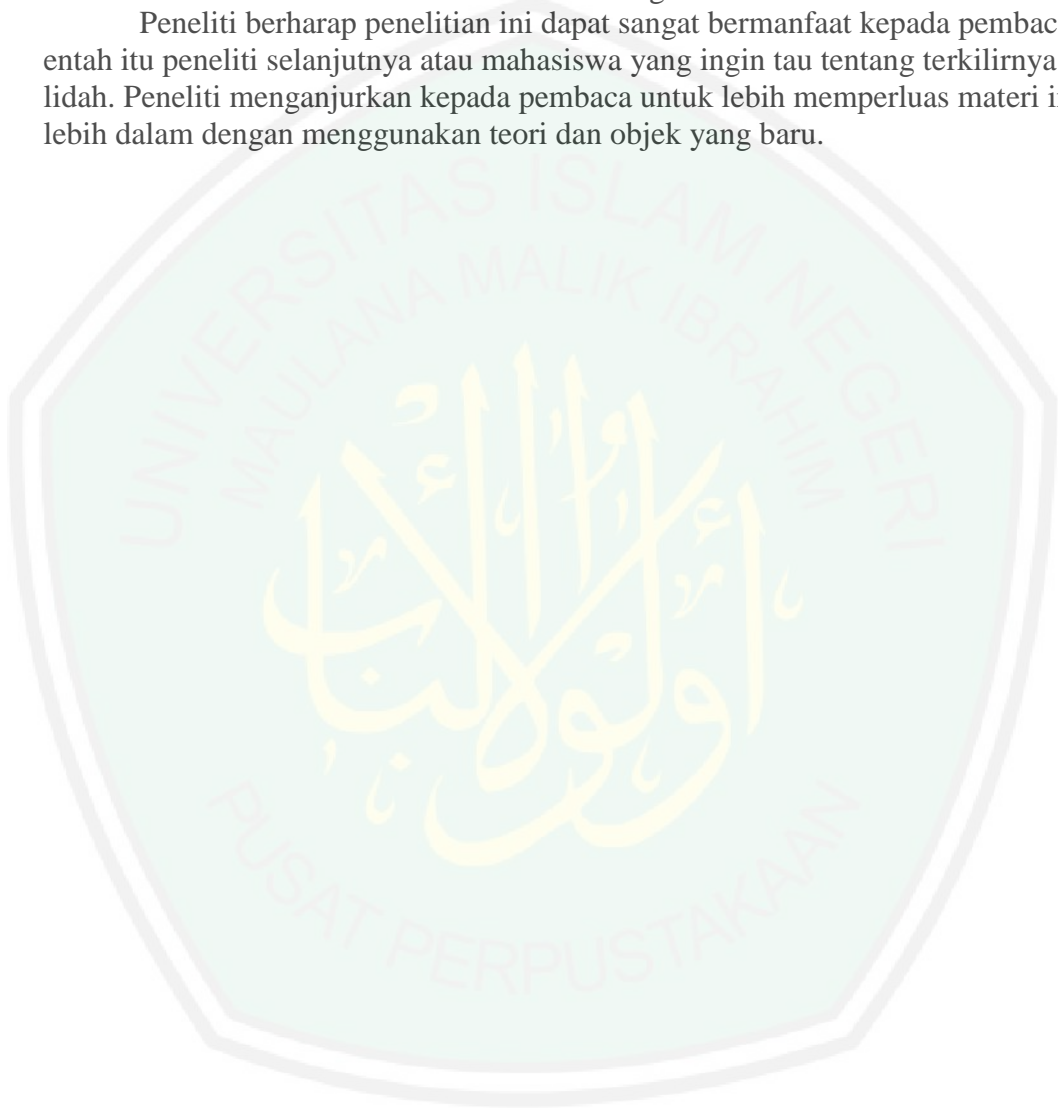 Peneliti berharap penelitian ini dapat sangat bermanfaat kepada
entah itu peneliti selanjutnya atau mahasiswa yang ingin tau tentang terkilirnya
lidah. Peneliti menganjurkan kepada pembaca untuk lebih memperluas materi
lebih dalam dengan menggunakan teori dan objek yang baru.
UNIVERSITAS ISLAM NEGERI
MAULANA MALIK IBRAHIM
أولوا الألباب
PUSAT PERPUSTAKAAN